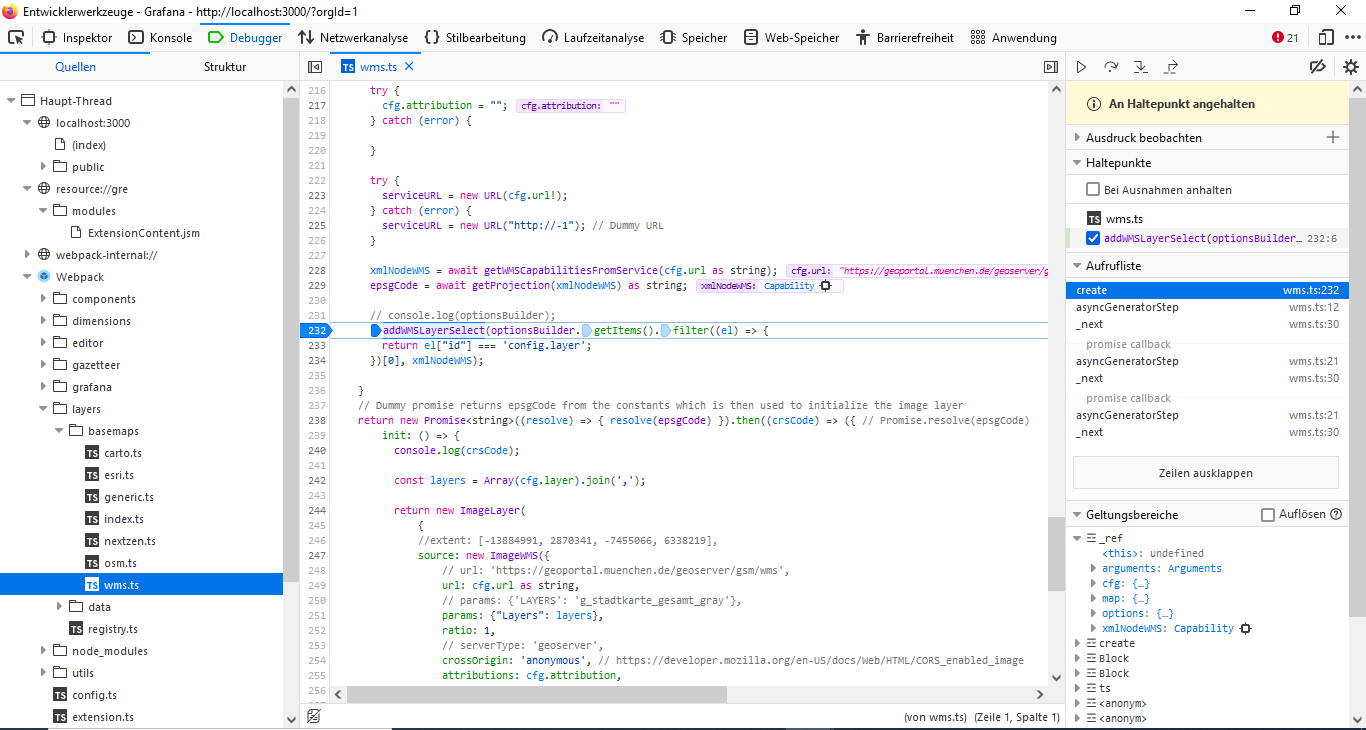 Entwicklerwerkzeuge - Grafana - http://localhost:3000/?orgId=1
Inspektor Konsole Debugger Netzwerkanalyse Stilbearbeitung Laufzeitanalyse Speicher Web-Speicher Barrierefreiheit Anwendung 21
Quellen Struktur
Haupt-Thread
localhost:3000
(index)
public
resource://gre
modules
ExtensionContent.jsm
webpack-internal://
Webpack
components
dimensions
editor
gazetteer
grafana
layers
basemaps
TS carto.ts
TS esri.ts
TS generic.ts
TS index.ts
TS nextzen.ts
TS osm.ts
TS wms.ts
data
TS registry.ts
node_modules
utils
TS config.ts
TS extension.ts
TS wms.ts
216 try {
217 cfg.attribution = ""; cfg.attribution: ""
218 } catch (error) {
219
220 }
221
222 try {
223 serviceURL = new URL(cfg.url!);
224 } catch (error) {
225 serviceURL = new URL("http://-1"); // Dummy URL
226 }
227
228 xmlNodeWMS = await getWMSCapabilitiesFromService(cfg.url as string); cfg.url: "https://geoportal.muenchen.de/geoserver/g
229 epsgCode = await getProjection(xmlNodeWMS) as string; xmlNodeWMS: Capability
230
231 // console.log(optionsBuilder);
232 addWMSLayerSelect(optionsBuilder.getItems().filter((el) => {
233 return el["id"] === 'config.layer';
234 })[0], xmlNodeWMS);
235
236 }
237 // Dummy promise returns epsgCode from the constants which is then used to initialize the image layer
238 return new Promise<string>((resolve) => { resolve(epsgCode) }).then((crsCode) => ({ // Promise.resolve(epsgCode)
239 init: () => {
240 console.log(crsCode);
241
242 const layers = Array(cfg.layer).join(',');
243
244 return new ImageLayer(
245 {
246 //extent: [-13884991, 2870341, -7455066, 6338219],
247 source: new ImageWMS({
248 // url: 'https://geoportal.muenchen.de/geoserver/gsm/wms',
249 url: cfg.url as string,
250 // params: {'LAYERS': 'g_stadtkarte_gesamt_gray'},
251 params: {"Layers": layers},
252 ratio: 1,
253 // serverType: 'geoserver',
254 crossOrigin: 'anonymous', // https://developer.mozilla.org/en-US/docs/Web/HTML/CORS_enabled_image
255 attributions: cfg.attribution,
256
(von wms.ts) (Zeile 1, Spalte 1)
An Haltepunkt angehalten
Ausdruck beobachten
Haltepunkte
Bei Ausnahmen anhalten
TS wms.ts
addWMSLayerSelect(optionsBuilder… 232:6
Aufrufliste
create wms.ts:232
asyncGeneratorStep wms.ts:12
_next wms.ts:30
promise callback
asyncGeneratorStep wms.ts:21
_next wms.ts:30
promise callback
asyncGeneratorStep wms.ts:21
_next wms.ts:30
Zeilen ausklappen
Geltungsbereiche Auflösen
_ref
<this>: undefined
arguments: Arguments
cfg: {…}
map: {…}
options: {…}
xmlNodeWMS: Capability
create
Block
Block
ts
<anonym>
<anonym>